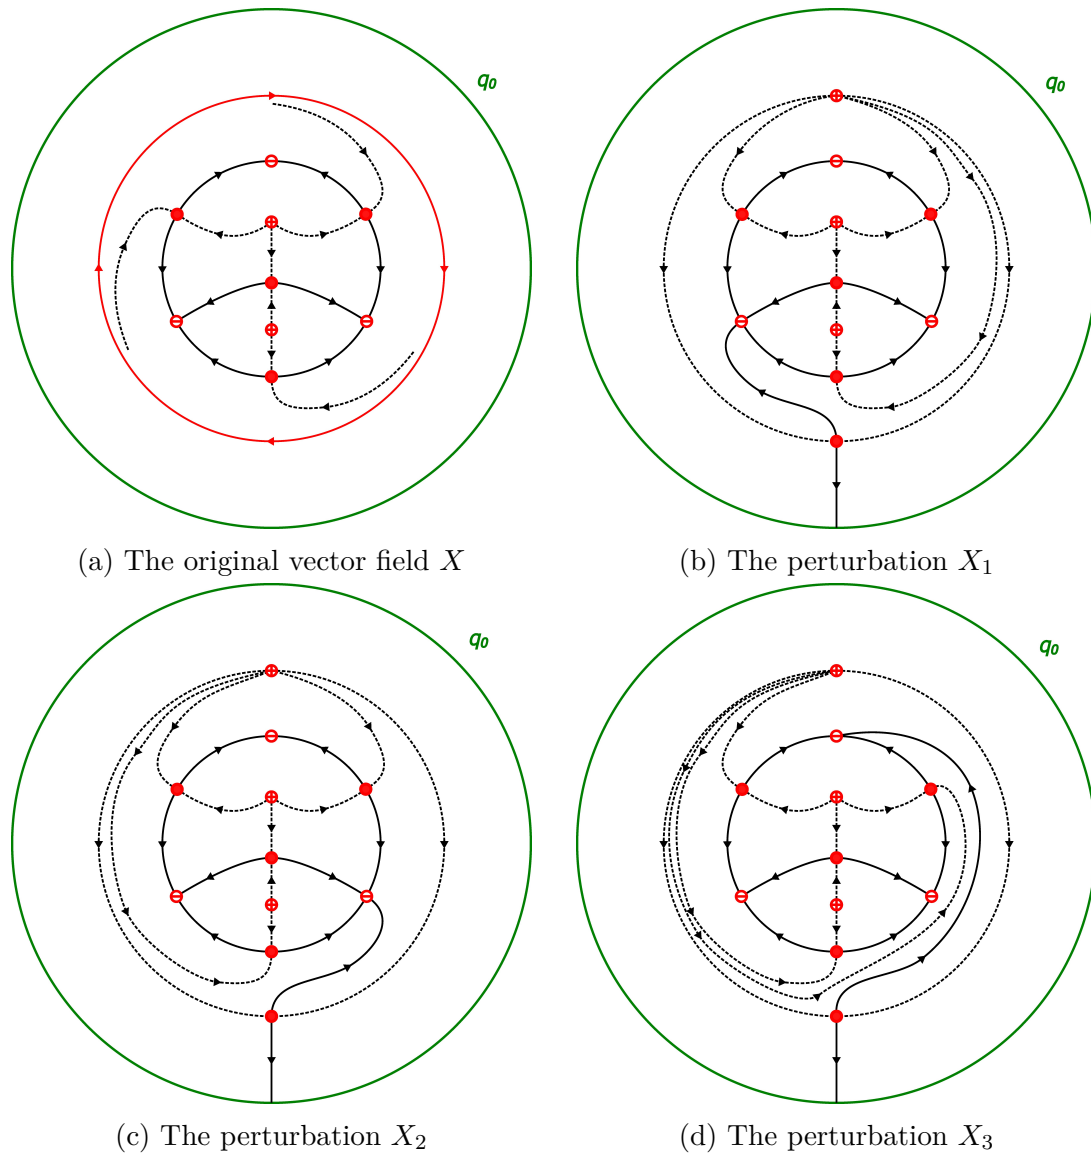 q₀
q₀
(a) The original vector field X
(b) The perturbation X₁
q₀
q₀
(c) The perturbation X₂
(d) The perturbation X₃